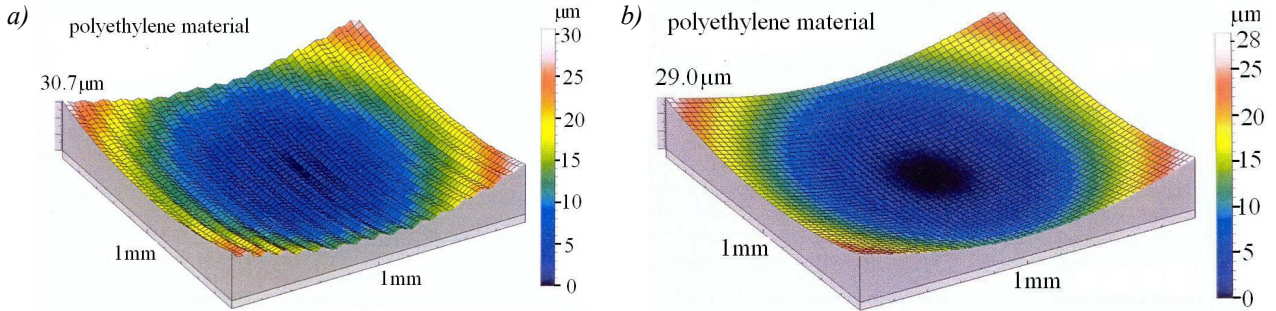 a)
polyethylene material
30.7µm
1mm
1mm
µm
30
25
20
15
10
5
0
b)
polyethylene material
29.0µm
1mm
1mm
µm
28
25
20
15
10
5
0